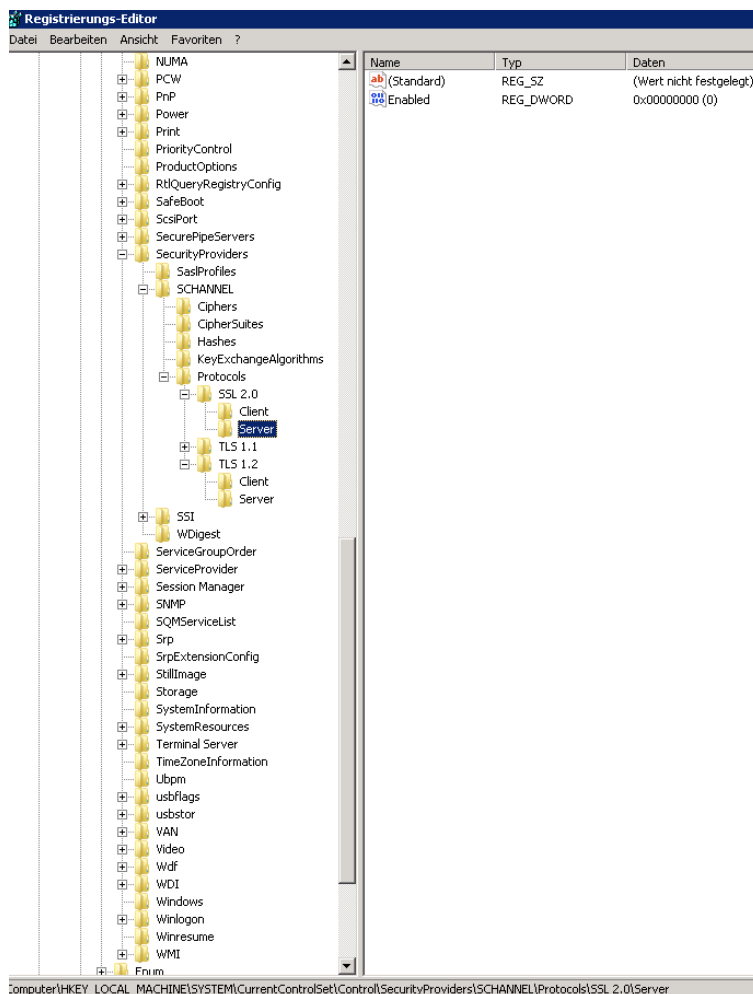 Registrierungs-Editor
Datei Bearbeiten Ansicht Favoriten ?
NUMA
PCW
PnP
Power
Print
PriorityControl
ProductOptions
RtlQueryRegistryConfig
SafeBoot
ScsiPort
SecurePipeServers
SecurityProviders
SaslProfiles
SCHANNEL
Ciphers
CipherSuites
Hashes
KeyExchangeAlgorithms
Protocols
SSL 2.0
Client
Server
TLS 1.1
TLS 1.2
Client
Server
SSI
WDigest
ServiceGroupOrder
ServiceProvider
Session Manager
SNMP
SQMServiceList
Srp
SrpExtensionConfig
StillImage
Storage
SystemInformation
SystemResources
Terminal Server
TimeZoneInformation
Ubpm
usbflags
usbstor
VAN
Video
Wdf
WDI
Windows
Winlogon
Winresume
WMI
Enum
Name Typ Daten
(Standard) REG_SZ (Wert nicht festgelegt)
Enabled REG_DWORD 0x00000000 (0)
Computer\HKEY_LOCAL_MACHINE\SYSTEM\CurrentControlSet\Control\SecurityProviders\SCHANNEL\Protocols\SSL 2.0\Server